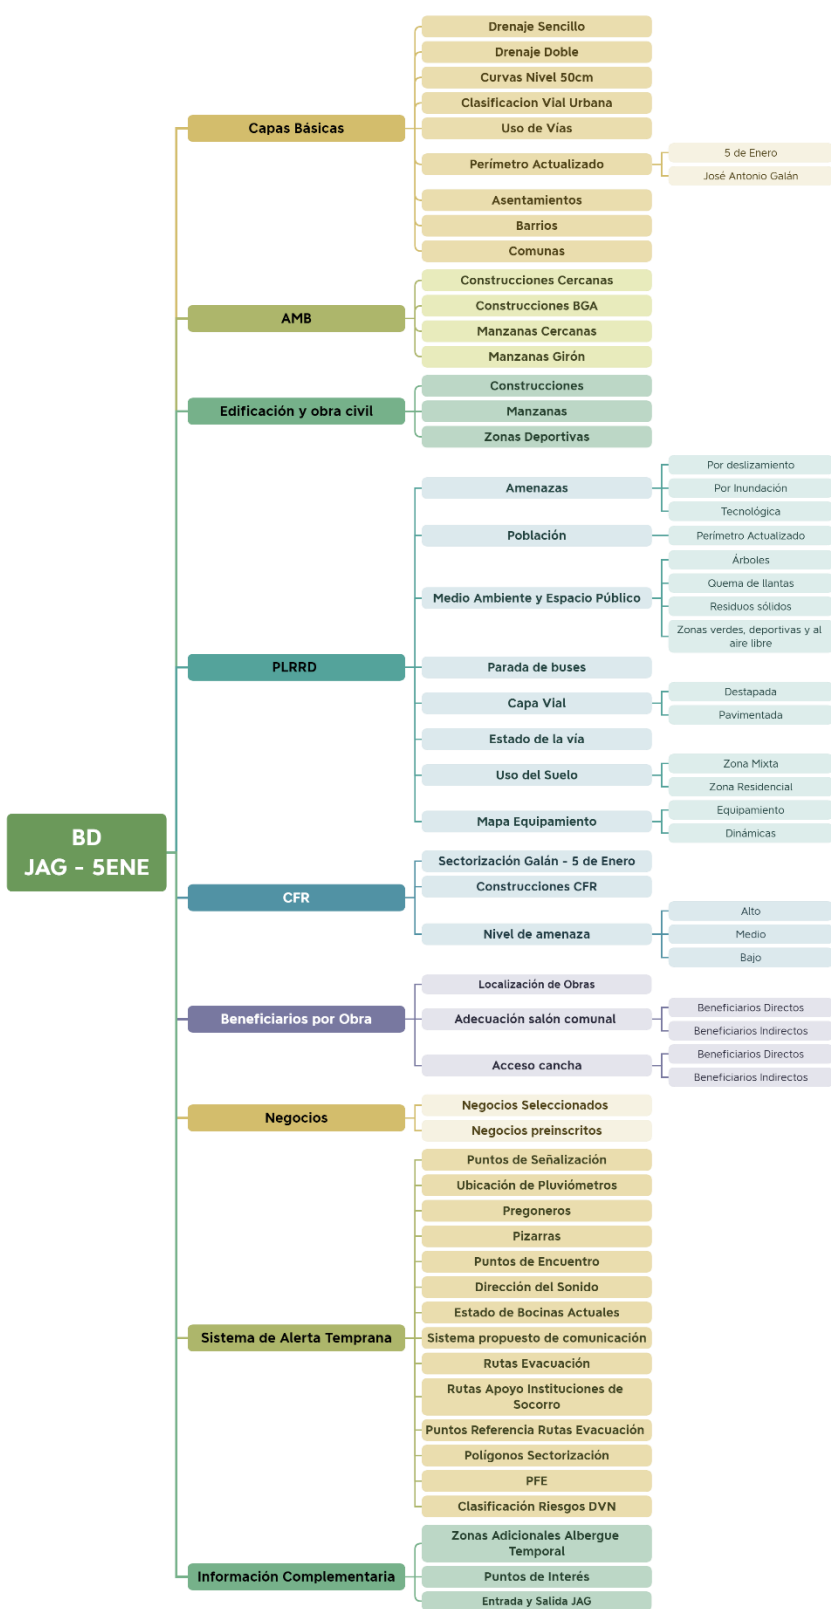 BD
JAG - 5ENE
Capas Básicas
Drenaje Sencillo
Drenaje Doble
Curvas Nivel 50cm
Clasificacion Vial Urbana
Uso de Vías
Perímetro Actualizado
5 de Enero
José Antonio Galán
Asentamientos
Barrios
Comunas
AMB
Construcciones Cercanas
Construcciones BGA
Manzanas Cercanas
Manzanas Girón
Edificación y obra civil
Construcciones
Manzanas
Zonas Deportivas
PLRRD
Amenazas
Por deslizamiento
Por Inundación
Tecnológica
Población
Perímetro Actualizado
Medio Ambiente y Espacio Público
Árboles
Quema de llantas
Residuos sólidos
Zonas verdes, deportivas y al
aire libre
Parada de buses
Capa Vial
Destapada
Pavimentada
Estado de la vía
Uso del Suelo
Zona Mixta
Zona Residencial
Mapa Equipamiento
Equipamiento
Dinámicas
CFR
Sectorización Galán - 5 de Enero
Construcciones CFR
Nivel de amenaza
Alto
Medio
Bajo
Beneficiarios por Obra
Localización de Obras
Adecuación salón comunal
Beneficiarios Directos
Beneficiarios Indirectos
Acceso cancha
Beneficiarios Directos
Beneficiarios Indirectos
Negocios
Negocios Seleccionados
Negocios preinscritos
Sistema de Alerta Temprana
Puntos de Señalización
Ubicación de Pluviómetros
Pregoneros
Pizarras
Puntos de Encuentro
Dirección del Sonido
Estado de Bocinas Actuales
Sistema propuesto de comunicación
Rutas Evacuación
Rutas Apoyo Instituciones de
Socorro
Puntos Referencia Rutas Evacuación
Polígonos Sectorización
PFE
Clasificación Riesgos DVN
Información Complementaria
Zonas Adicionales Albergue
Temporal
Puntos de Interés
Entrada y Salida JAG